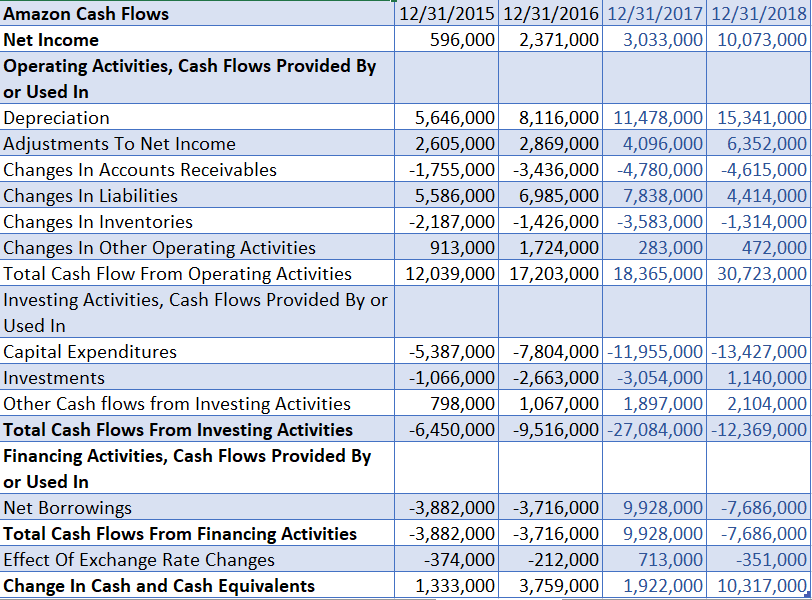 Amazon Cash Flows 12/31/2015 12/31/2016 12/31/2017 12/31/2018
Net Income 596,000 2,371,000 3,033,000 10,073,000
Operating Activities, Cash Flows Provided By
or Used In
Depreciation 5,646,000 8,116,000 11,478,000 15,341,000
Adjustments To Net Income 2,605,000 2,869,000 4,096,000 6,352,000
Changes In Accounts Receivables -1,755,000 -3,436,000 -4,780,000 -4,615,000
Changes In Liabilities 5,586,000 6,985,000 7,838,000 4,414,000
Changes In Inventories -2,187,000 -1,426,000 -3,583,000 -1,314,000
Changes In Other Operating Activities 913,000 1,724,000 283,000 472,000
Total Cash Flow From Operating Activities 12,039,000 17,203,000 18,365,000 30,723,000
Investing Activities, Cash Flows Provided By or
Used In
Capital Expenditures -5,387,000 -7,804,000 -11,955,000 -13,427,000
Investments -1,066,000 -2,663,000 -3,054,000 1,140,000
Other Cash flows from Investing Activities 798,000 1,067,000 1,897,000 2,104,000
Total Cash Flows From Investing Activities -6,450,000 -9,516,000 -27,084,000 -12,369,000
Financing Activities, Cash Flows Provided By
or Used In
Net Borrowings -3,882,000 -3,716,000 9,928,000 -7,686,000
Total Cash Flows From Financing Activities -3,882,000 -3,716,000 9,928,000 -7,686,000
Effect Of Exchange Rate Changes -374,000 -212,000 713,000 -351,000
Change In Cash and Cash Equivalents 1,333,000 3,759,000 1,922,000 10,317,000